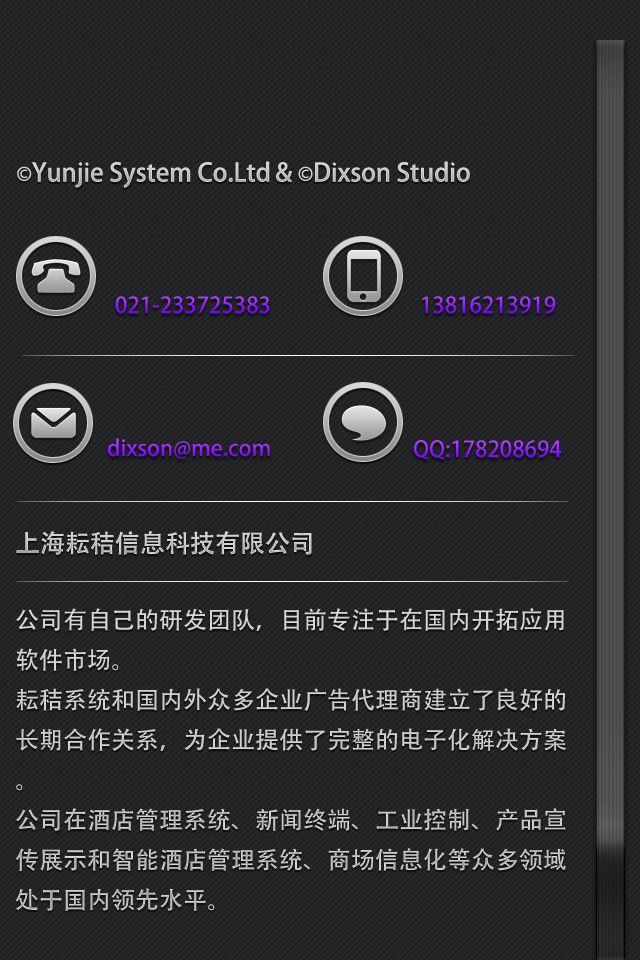 ©Yunjie System Co.Ltd & ©Dixson Studio
021-233725383
13816213919
dixson@me.com
QQ:178208694
上海耘秸信息科技有限公司
公司有自己的研发团队，目前专注于在国内开拓应用
软件市场。
耘秸系统和国内外众多企业广告代理商建立了良好的
长期合作关系，为企业提供了完整的电子化解决方案
。
公司在酒店管理系统、新闻终端、工业控制、产品宣
传展示和智能酒店管理系统、商场信息化等众多领域
处于国内领先水平。